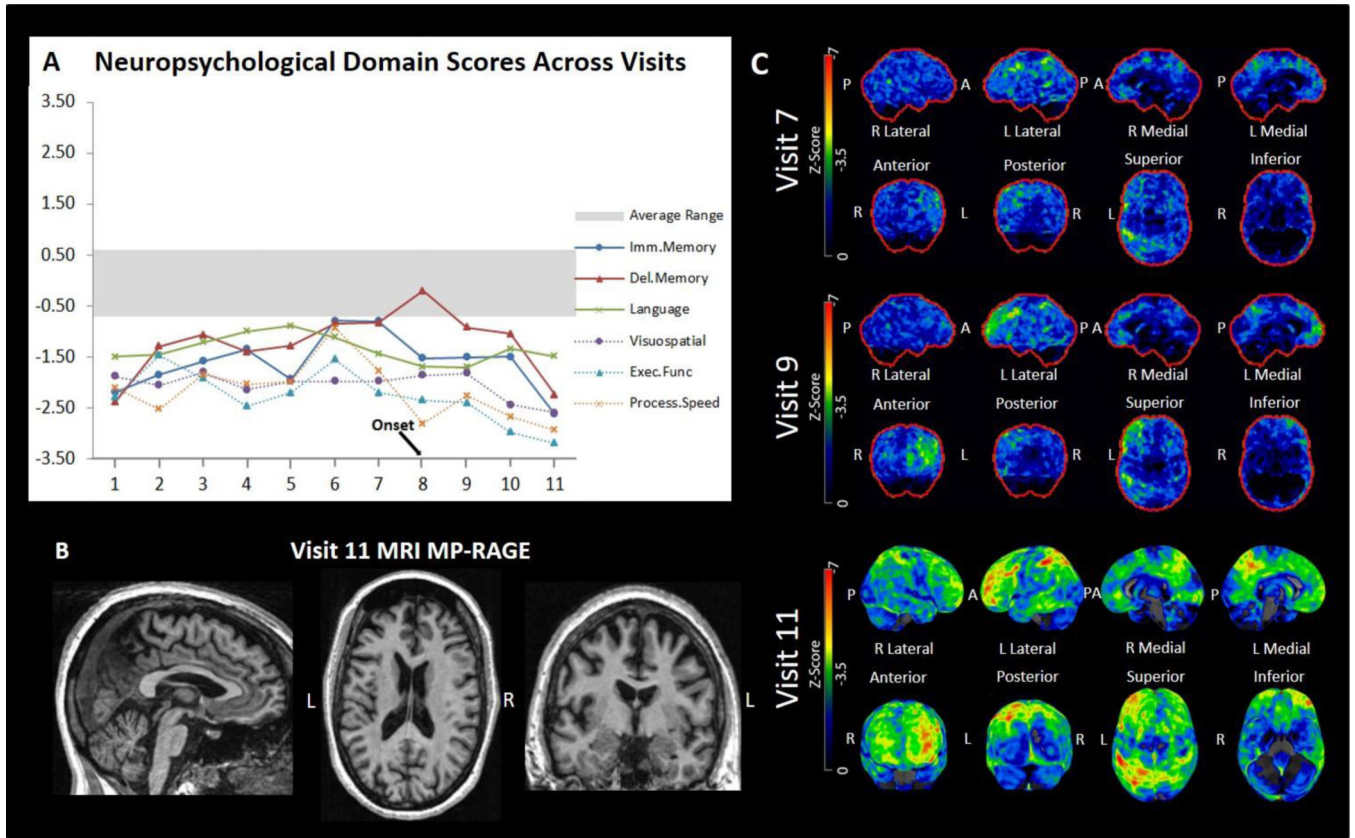 A Neuropsychological Domain Scores Across Visits
3.50
2.50
1.50
0.50
-0.50
-1.50
-2.50
-3.50
1 2 3 4 5 6 7 8 9 10 11
Onset
Average Range
Imm.Memory
Del.Memory
Language
Visuospatial
Exec.Func
Process.Speed
B Visit 11 MRI MP-RAGE
L R L
C
Visit 7
Z-Score
-7
-3.5
0
P A P A P
R Lateral L Lateral R Medial L Medial
Anterior Posterior Superior Inferior
R L R L R
Visit 9
Z-Score
-7
-3.5
0
P A P A P
R Lateral L Lateral R Medial L Medial
Anterior Posterior Superior Inferior
R L R L R
Visit 11
Z-Score
-7
-3.5
0
P A PA P
R Lateral L Lateral R Medial L Medial
Anterior Posterior Superior Inferior
R L R L R